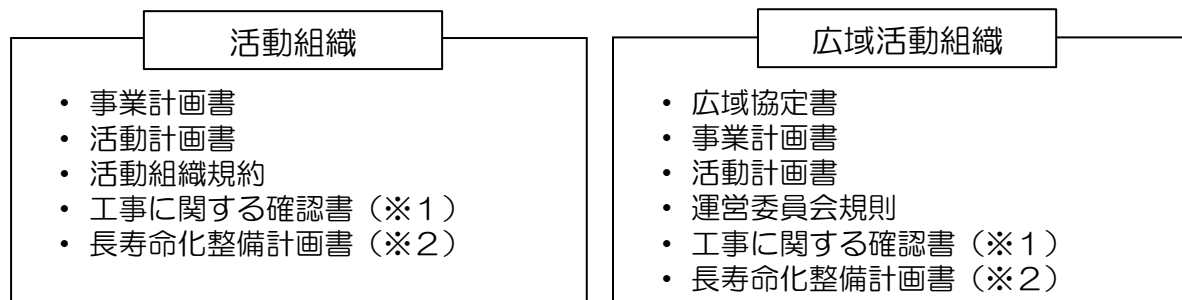 活動組織
• 事業計画書
• 活動計画書
• 活動組織規約
• 工事に関する確認書（※１）
• 長寿命化整備計画書（※２）
広域活動組織
• 広域協定書
• 事業計画書
• 活動計画書
• 運営委員会規則
• 工事に関する確認書（※１）
• 長寿命化整備計画書（※２）